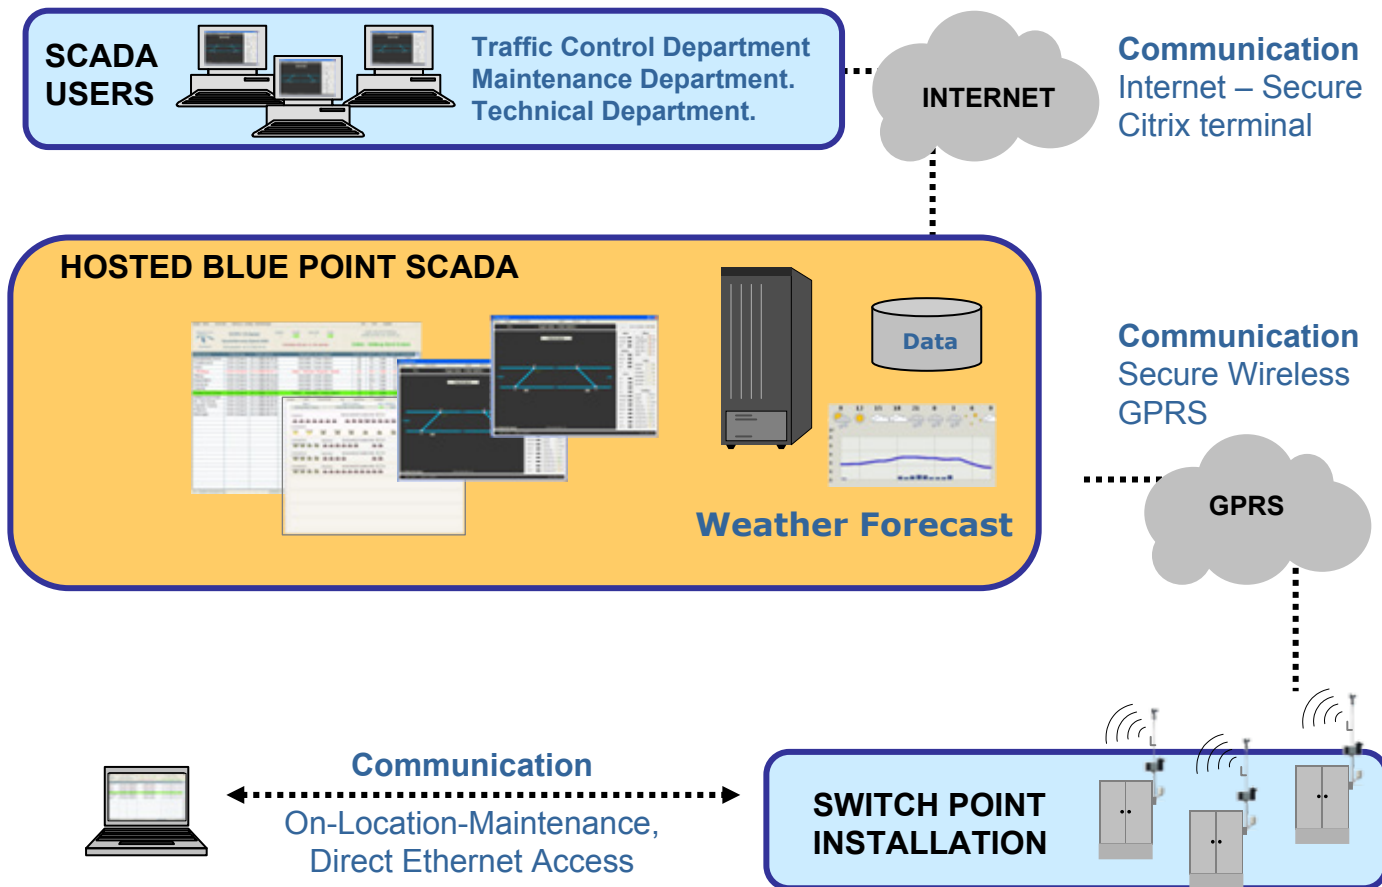 SCADA
USERS
Traffic Control Department
Maintenance Department.
Technical Department.
INTERNET
Communication
Internet – Secure
Citrix terminal
HOSTED BLUE POINT SCADA
Data
Weather Forecast
Communication
Secure Wireless
GPRS
GPRS
Communication
On-Location-Maintenance,
Direct Ethernet Access
SWITCH POINT
INSTALLATION